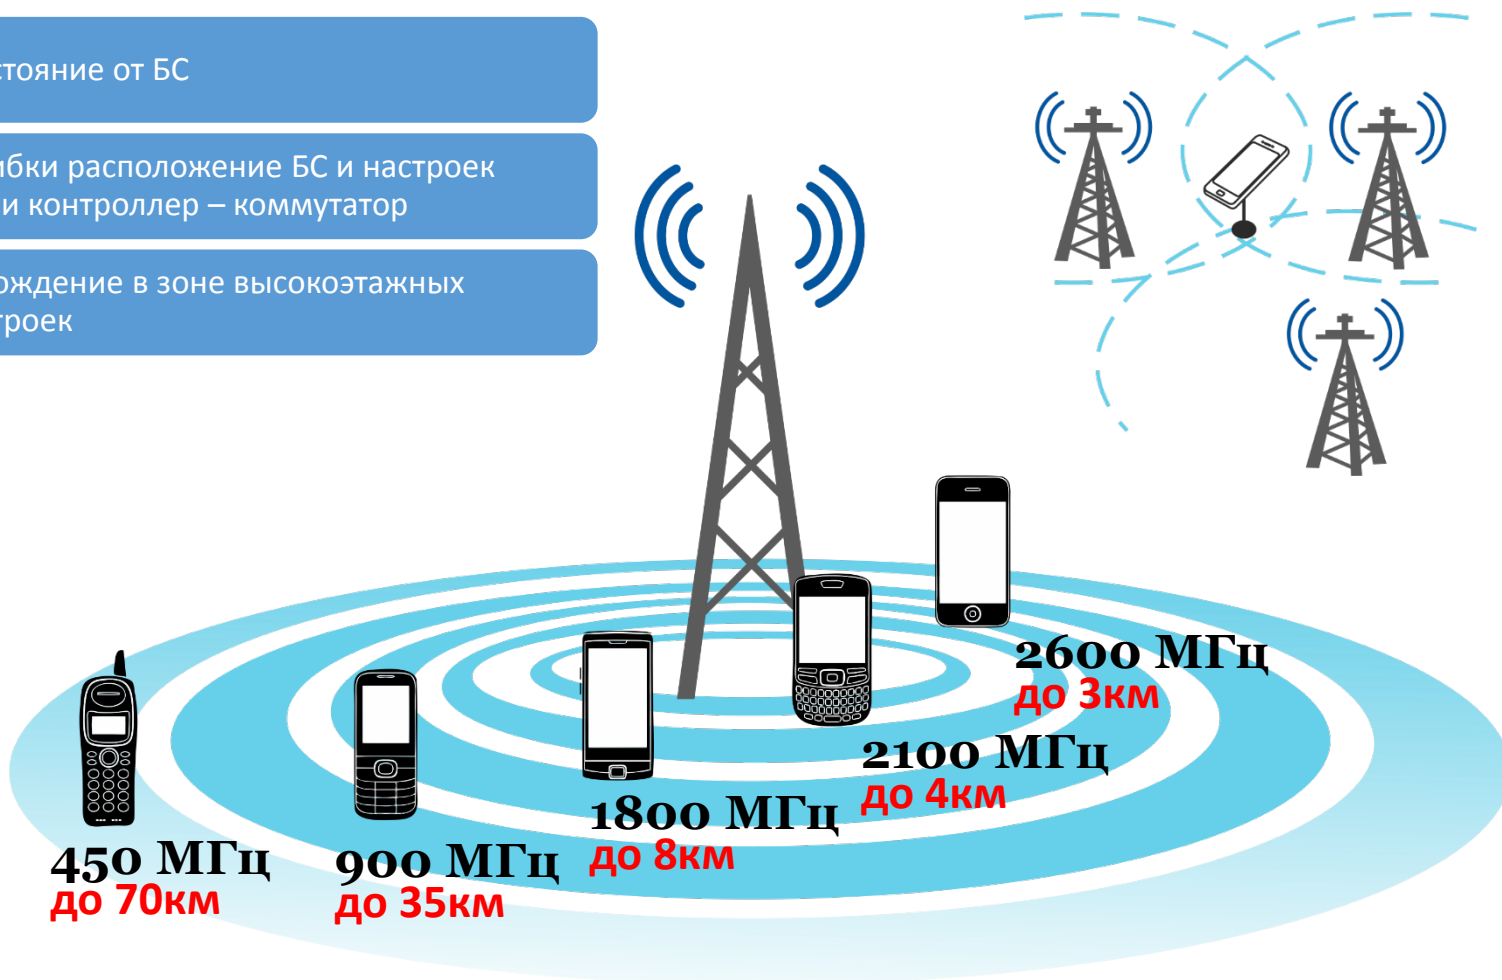 стояние от БС
ибки расположение БС и настроек
и контроллер – коммутатор
ождение в зоне высокоэтажных
троек
2600 МГц
до 3км
2100 МГц
до 4км
1800 МГц
до 8км
450 МГц
до 70км
900 МГц
до 35км